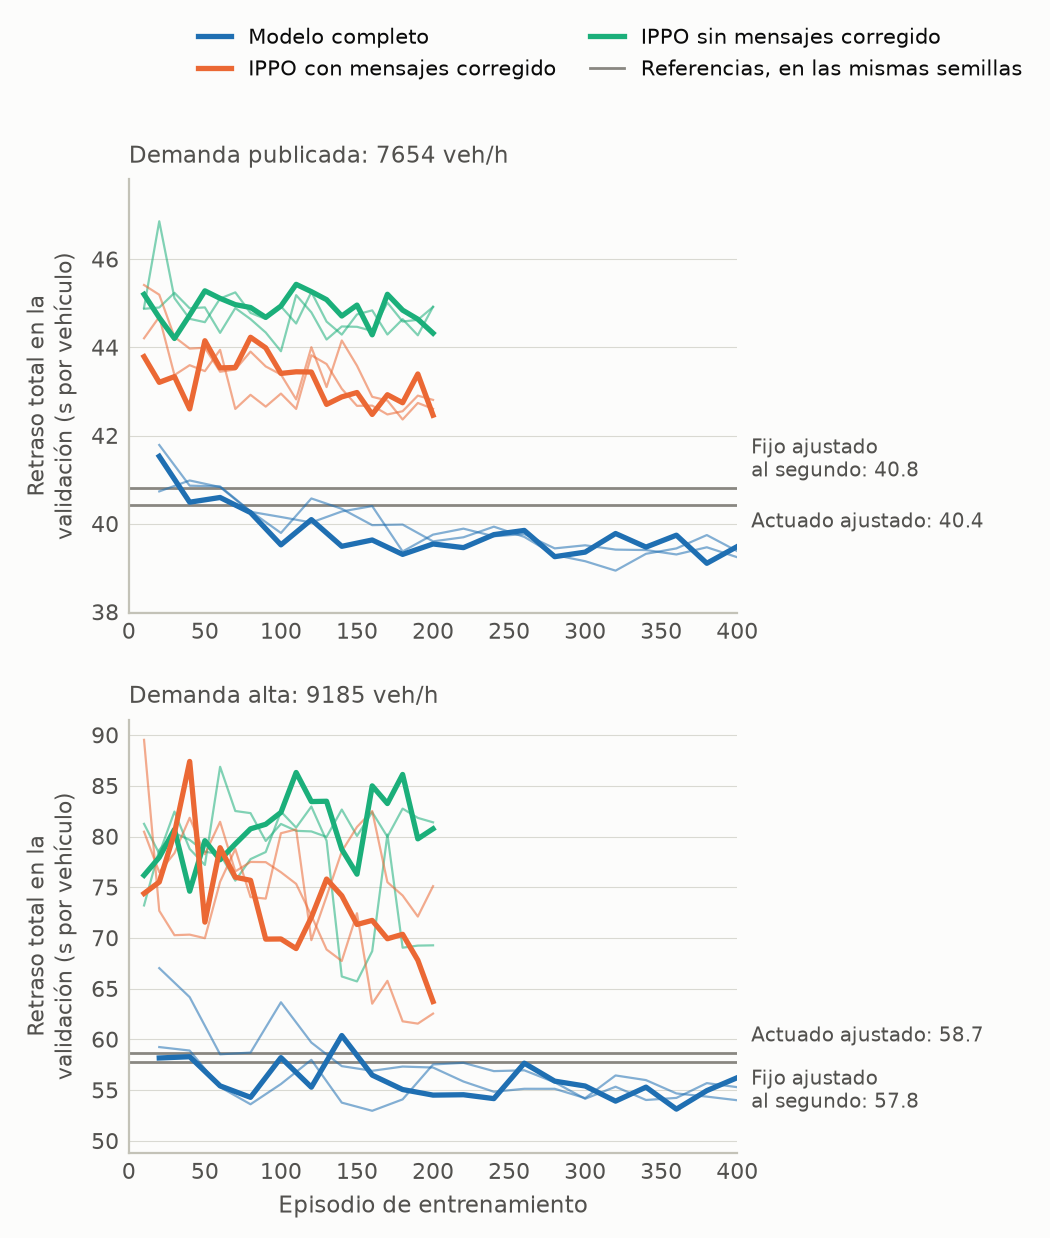 Modelo completo
IPPO con mensajes corregido
IPPO sin mensajes corregido
Referencias, en las mismas semillas
Demanda publicada: 7654 veh/h
Retraso total en la
validación (s por vehículo)
46
44
42
40
38
0 50 100 150 200 250 300 350 400
Fijo ajustado
al segundo: 40.8
Actuado ajustado: 40.4
Demanda alta: 9185 veh/h
Retraso total en la
validación (s por vehículo)
90
85
80
75
70
65
60
55
50
0 50 100 150 200 250 300 350 400
Actuado ajustado: 58.7
Fijo ajustado
al segundo: 57.8
Episodio de entrenamiento